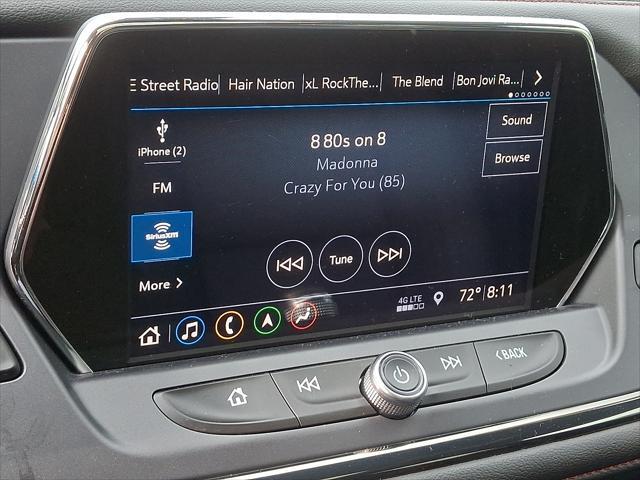 E Street Radio Hair Nation xL RockThe... The Blend Bon Jovi Ra...
iPhone (2)
8 80s on 8
Sound
Madonna
Browse
FM
Crazy For You (85)
SiriusXM
Tune
More
4G LTE
72° 8:11
BACK